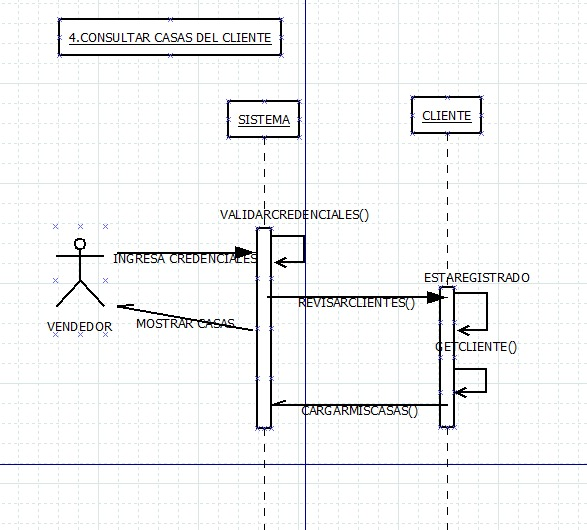 4.CONSULTAR CASAS DEL CLIENTE
SISTEMA
CLIENTE
VALIDARCREDENCIALES()
INGRESA CREDENCIALES
ESTAREGISTRADO
REVISARCLIENTES()
MOSTRAR CASAS
VENDEDOR
GETCLIENTE()
CARGARMISCASAS()